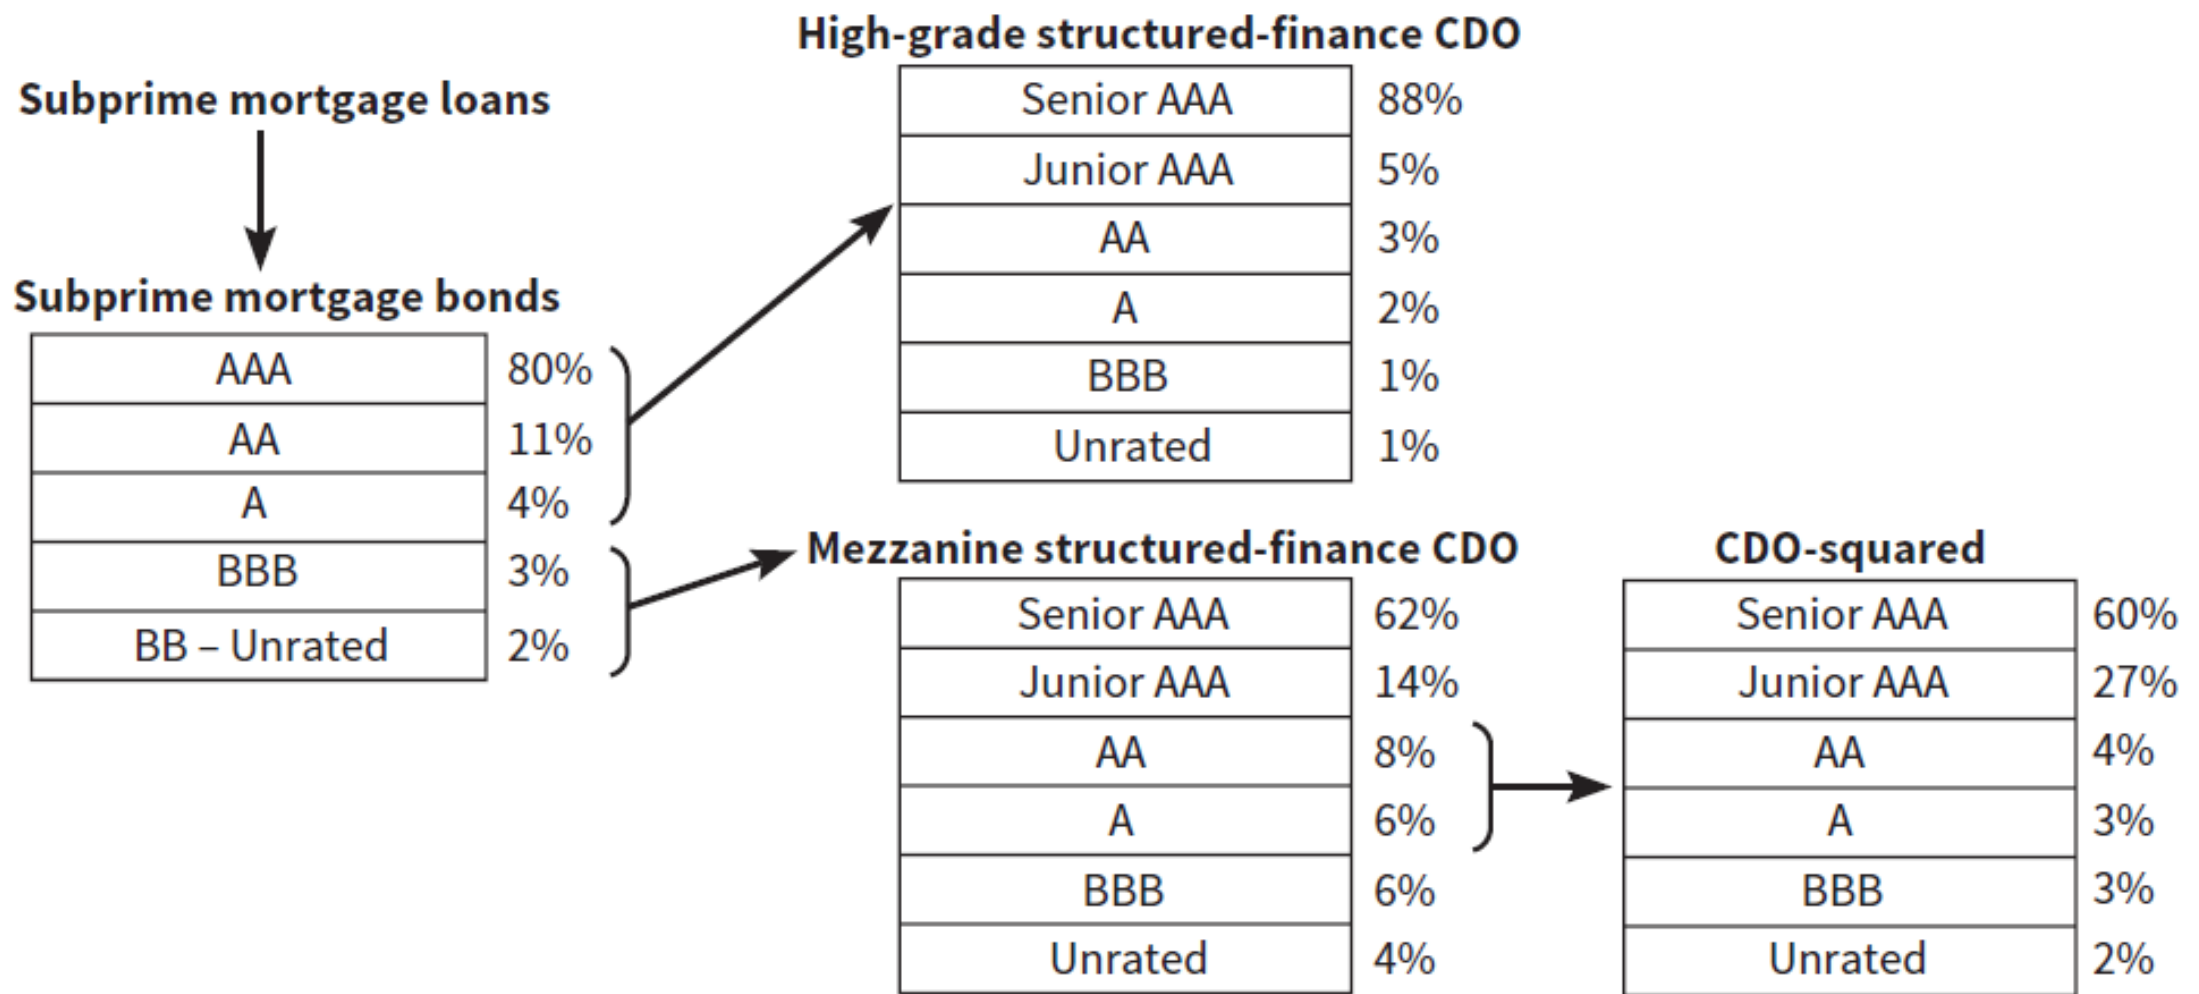 Subprime mortgage loans
Subprime mortgage bonds
AAA 80%
AA 11%
A 4%
BBB 3%
BB – Unrated 2%
High-grade structured-finance CDO
Senior AAA 88%
Junior AAA 5%
AA 3%
A 2%
BBB 1%
Unrated 1%
Mezzanine structured-finance CDO
Senior AAA 62%
Junior AAA 14%
AA 8%
A 6%
BBB 6%
Unrated 4%
CDO-squared
Senior AAA 60%
Junior AAA 27%
AA 4%
A 3%
BBB 3%
Unrated 2%